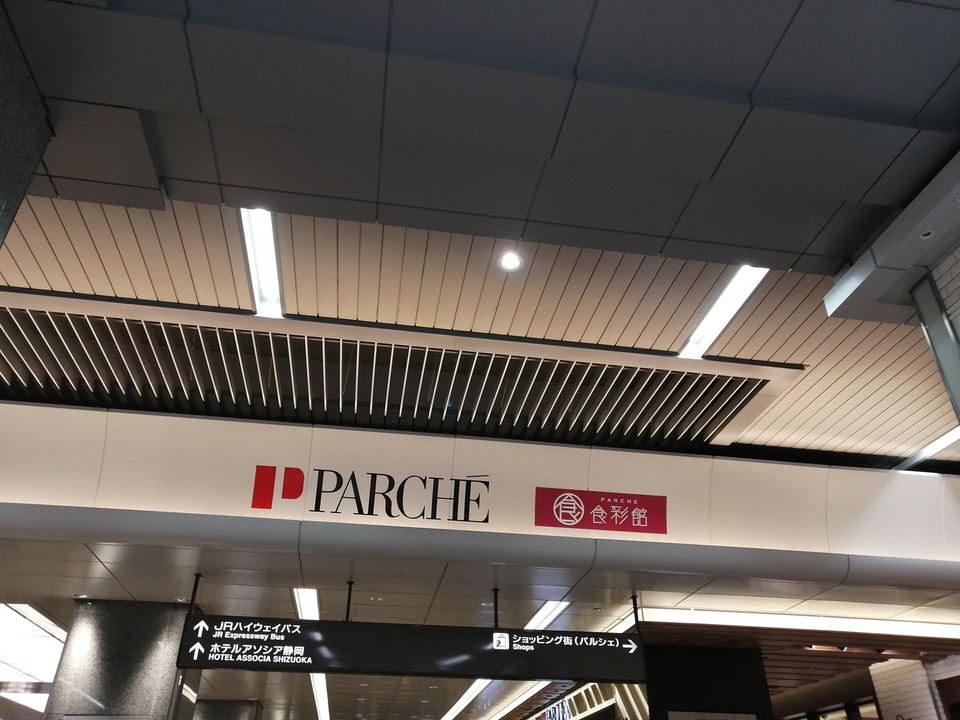 P PARCHÉ
食 PARCHE
食彩館
↑ JRハイウェイバス
JR Expressway Bus
↑ ホテルアソシア静岡
HOTEL ASSOCIA SHIZUOKA
ショッピング街(パルシェ) →
Shops